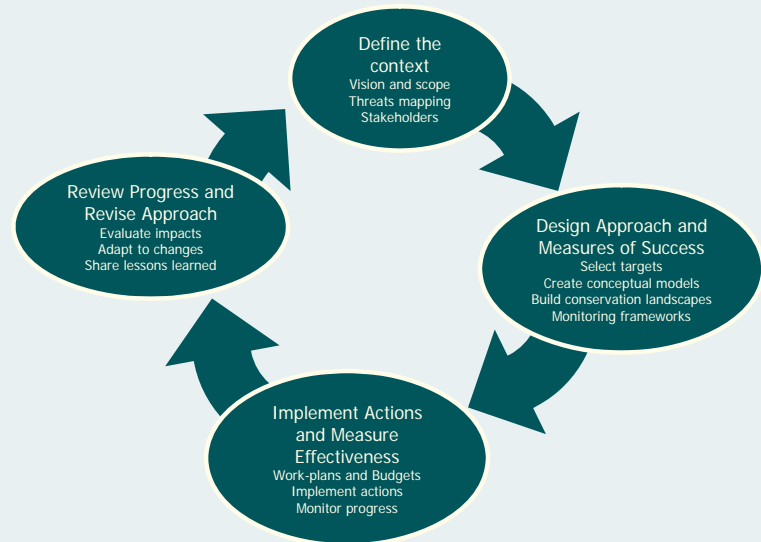 Define the
context
Vision and scope
Threats mapping
Stakeholders
Design Approach and
Measures of Success
Select targets
Create conceptual models
Build conservation landscapes
Monitoring frameworks
Implement Actions
and Measure
Effectiveness
Work-plans and Budgets
Implement actions
Monitor progress
Review Progress and
Revise Approach
Evaluate impacts
Adapt to changes
Share lessons learned